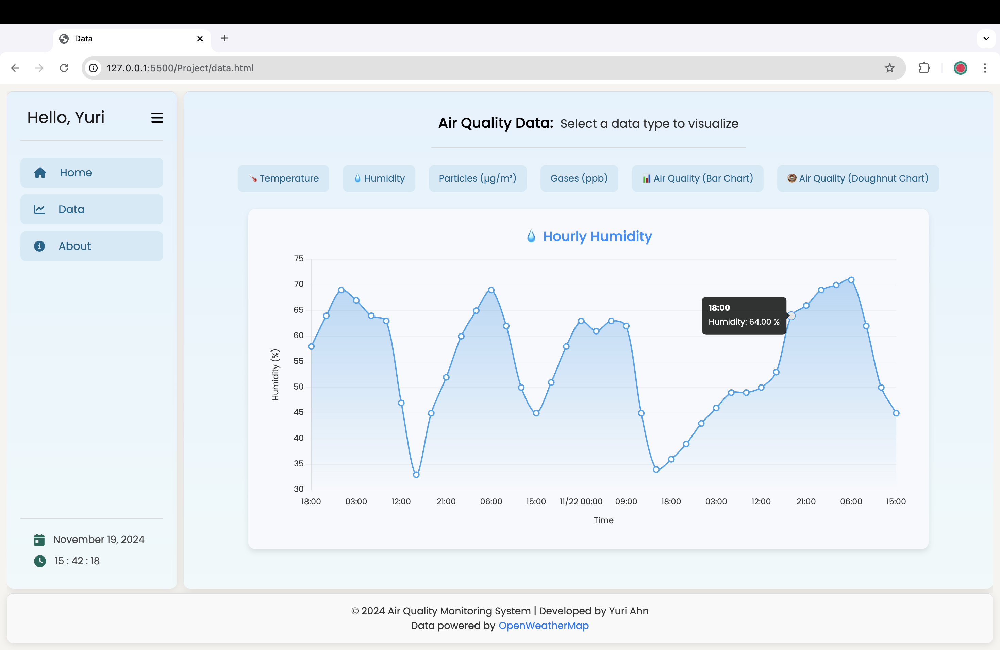 Data
127.0.0.1:5500/Project/data.html
Hello, Yuri
Home
Data
About
November 19, 2024
15 : 42 : 18
Air Quality Data: Select a data type to visualize
🌡️ Temperature
💧 Humidity
Particles (μg/m³)
Gases (ppb)
📊 Air Quality (Bar Chart)
🍩 Air Quality (Doughnut Chart)
💧 Hourly Humidity
75
70
65
60
55
50
45
40
35
30
Humidity (%)
18:00
Humidity: 64.00 %
18:00 03:00 12:00 21:00 06:00 15:00 11/22 00:00 09:00 18:00 03:00 12:00 21:00 06:00 15:00
Time
© 2024 Air Quality Monitoring System | Developed by Yuri Ahn
Data powered by OpenWeatherMap